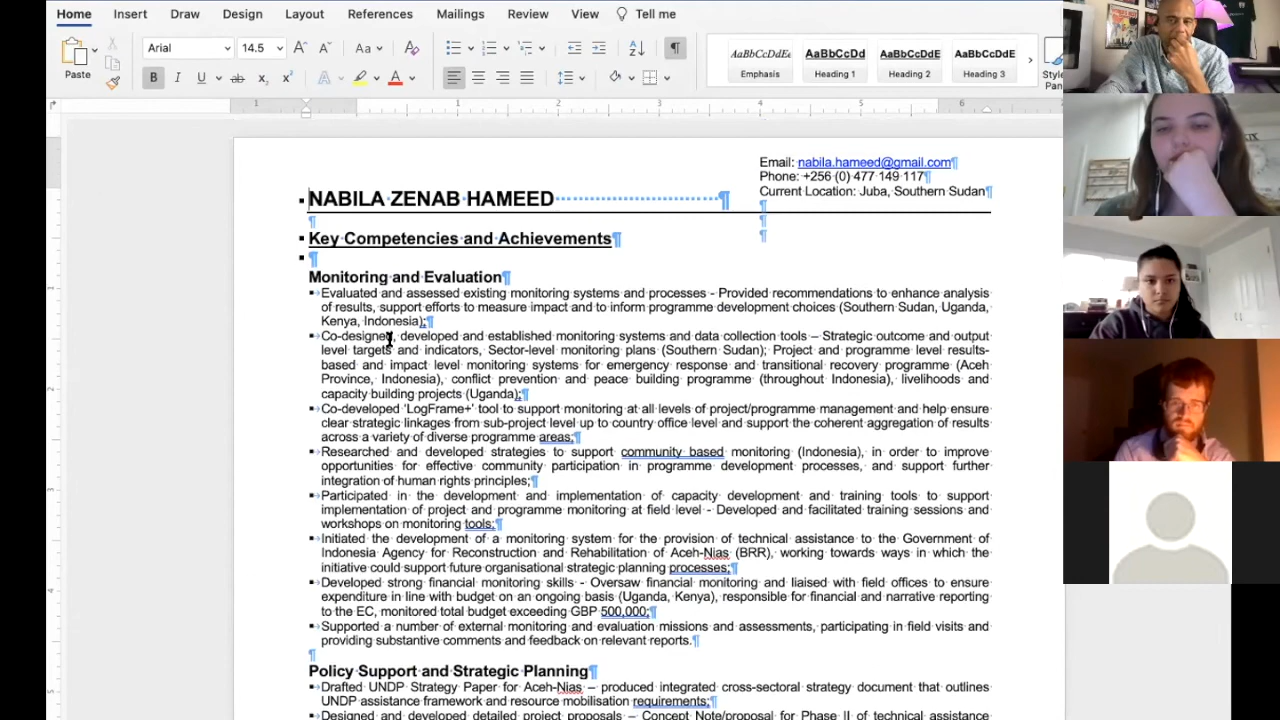 Home Insert Draw Design Layout References Mailings Review View Tell me
Paste
Arial 14.5
AaBbCcDdEe AaBbCcDd AaBbCcDdE AaBbCcDdE
Emphasis Heading 1 Heading 2 Heading 3
Email: nabila.hameed@gmail.com
Phone: +256 (0) 477 149 117
Current Location: Juba, Southern Sudan
NABILA ZENAB HAMEED
Key Competencies and Achievements
Monitoring and Evaluation
Evaluated and assessed existing monitoring systems and processes - Provided recommendations to enhance analysis
of results, support efforts to measure impact and to inform programme development choices (Southern Sudan, Uganda,
Kenya, Indonesia);
Co-designed, developed and established monitoring systems and data collection tools – Strategic outcome and output
level targets and indicators, Sector-level monitoring plans (Southern Sudan); Project and programme level results-
based and impact level monitoring systems for emergency response and transitional recovery programme (Aceh
Province, Indonesia), conflict prevention and peace building programme (throughout Indonesia), livelihoods and
capacity building projects (Uganda);
Co-developed 'LogFrame+' tool to support monitoring at all levels of project/programme management and help ensure
clear strategic linkages from sub-project level up to country office level and support the coherent aggregation of results
across a variety of diverse programme areas;
Researched and developed strategies to support community based monitoring (Indonesia), in order to improve
opportunities for effective community participation in programme development processes, and support further
integration of human rights principles;
Participated in the development and implementation of capacity development and training tools to support
implementation of project and programme monitoring at field level - Developed and facilitated training sessions and
workshops on monitoring tools;
Initiated the development of a monitoring system for the provision of technical assistance to the Government of
Indonesia Agency for Reconstruction and Rehabilitation of Aceh-Nias (BRR), working towards ways in which the
initiative could support future organisational strategic planning processes;
Developed strong financial monitoring skills - Oversaw financial monitoring and liaised with field offices to ensure
expenditure in line with budget on an ongoing basis (Uganda, Kenya), responsible for financial and narrative reporting
to the EC, monitored total budget exceeding GBP 500,000;
Supported a number of external monitoring and evaluation missions and assessments, participating in field visits and
providing substantive comments and feedback on relevant reports.
Policy Support and Strategic Planning
Drafted UNDP Strategy Paper for Aceh-Nias – produced integrated cross-sectoral strategy document that outlines
UNDP assistance framework and resource mobilisation requirements;
Designed and developed detailed project proposals – Concept Note/proposal for Phase II of technical assistance